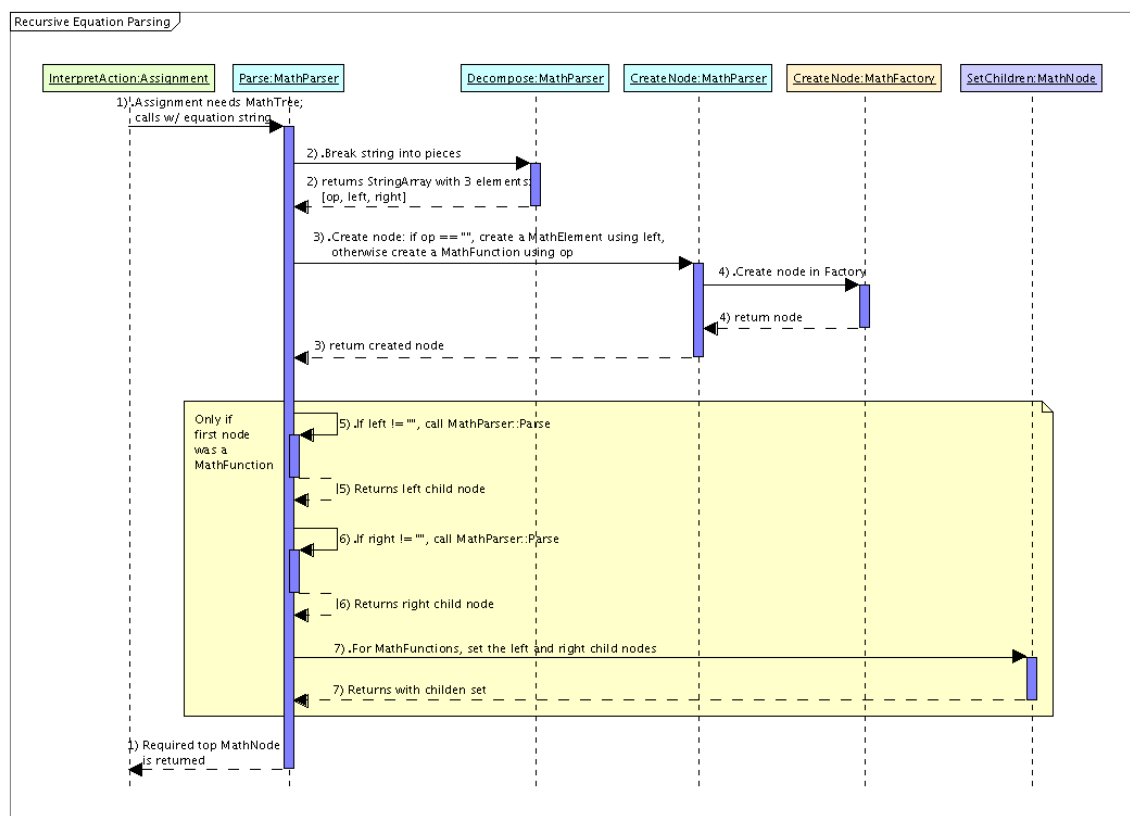 Recursive Equation Parsing
InterpretAction:Assignment
Parse:MathParser
Decompose:MathParser
CreateNode:MathParser
CreateNode:MathFactory
SetChildren:MathNode
1).Assignment needs MathTree;
calls w/ equation string
2).Break string into pieces
2) returns StringArray with 3 elements:
[op, left, right]
3).Create node: if op == "", create a MathElement using left,
otherwise create a MathFunction using op
4).Create node in Factory
4) return node
3) return created node
Only if
first node
was a
MathFunction
5).If left != "", call MathParser::Parse
5) Returns left child node
6).If right != "", call MathParser::Parse
6) Returns right child node
7).For MathFunctions, set the left and right child nodes
7) Returns with childen set
1) Required top MathNode
is returned